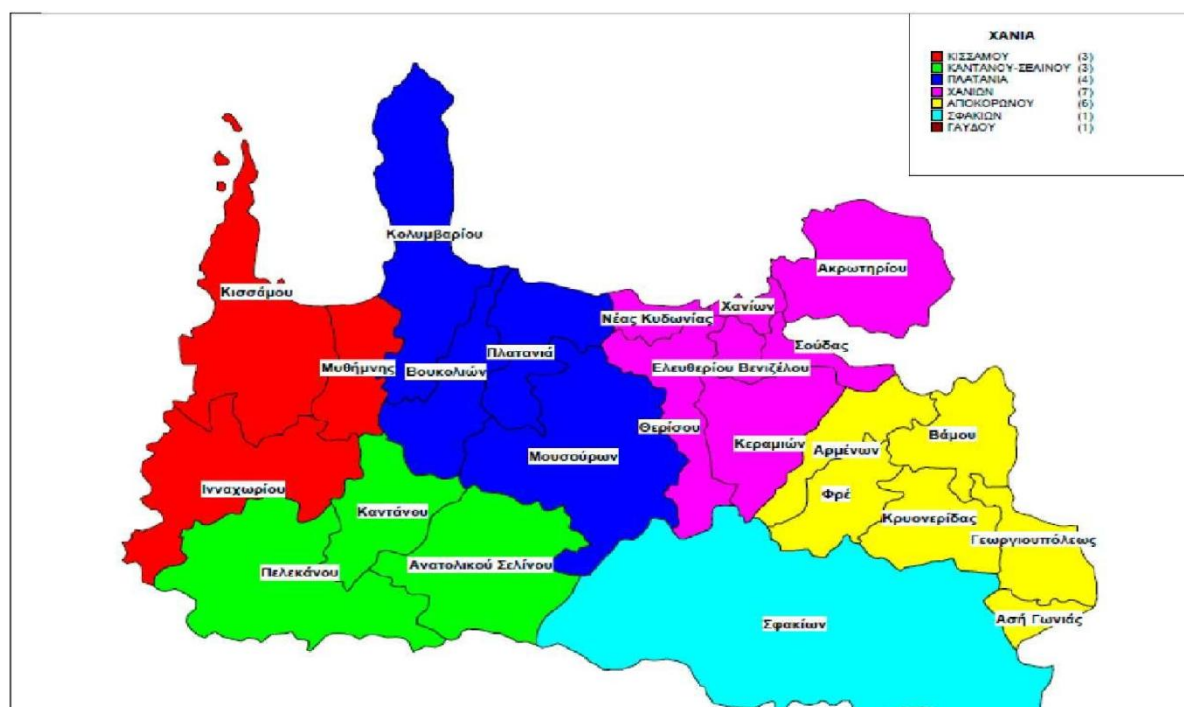 ΧΑΝΙΑ
ΚΙΣΣΑΜΟΥ (3)
ΚΑΝΤΑΝΟΥ-ΣΕΛΙΝΟΥ (3)
ΠΛΑΤΑΝΙΑ (4)
ΧΑΝΙΩΝ (7)
ΑΠΟΚΟΡΩΝΟΥ (6)
ΣΦΑΚΙΩΝ (1)
ΓΑΥΔΟΥ (1)
Κολυμβαρίου
Ακρωτηρίου
Κισσάμου
Χανίων
Νέας Κυδωνίας
Σούδας
Πλατανιά
Μυθήμνης
Βουκολιών
Ελευθερίου Βενιζέλου
Θερίσου
Κεραμιών
Βάμου
Αρμένων
Μουσούρων
Ινναχωρίου
Φρέ
Καντάνου
Κρυονερίδας
Γεωργιουπόλεως
Ανατολικού Σελίνου
Πελεκάνου
Ασή Γωνιάς
Σφακίων